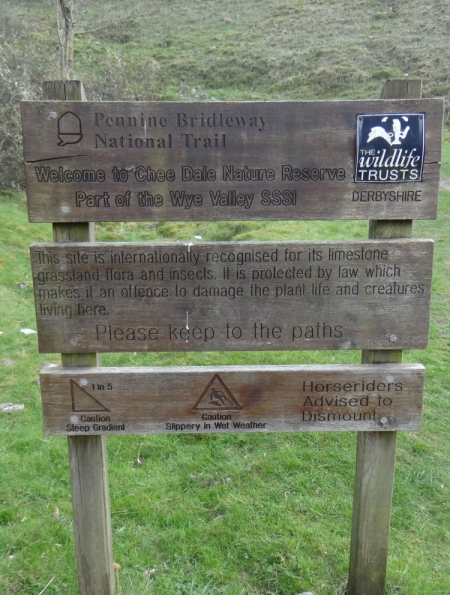 Pennine Bridleway
National Trail
Welcome to Chee Dale Nature Reserve
Part of the Wye Valley SSSI
THE
wildlife
TRUSTS
DERBYSHIRE
This site is internationally recognised for its limestone
grassland flora and insects. It is protected by law which
makes it an offence to damage the plant life and creatures
living here.
Please keep to the paths
1 in 5
Caution
Steep Gradient
Caution
Slippery in Wet Weather
Horseriders
Advised to
Dismount